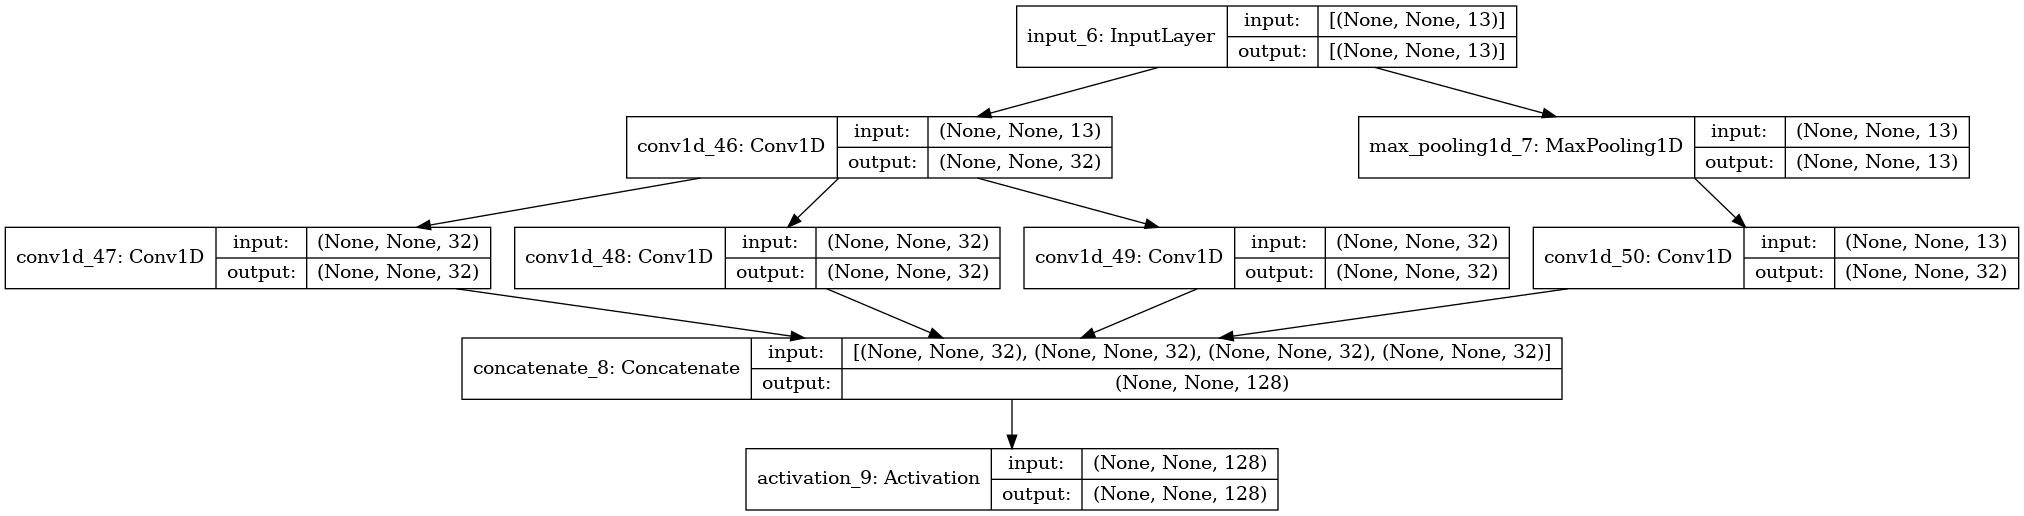 input_6: InputLayer
input: [(None, None, 13)]
output: [(None, None, 13)]
conv1d_46: Conv1D
input: (None, None, 13)
output: (None, None, 32)
max_pooling1d_7: MaxPooling1D
input: (None, None, 13)
output: (None, None, 13)
conv1d_47: Conv1D
input: (None, None, 32)
output: (None, None, 32)
conv1d_48: Conv1D
input: (None, None, 32)
output: (None, None, 32)
conv1d_49: Conv1D
input: (None, None, 32)
output: (None, None, 32)
conv1d_50: Conv1D
input: (None, None, 13)
output: (None, None, 32)
concatenate_8: Concatenate
input: [(None, None, 32), (None, None, 32), (None, None, 32), (None, None, 32)]
output: (None, None, 128)
activation_9: Activation
input: (None, None, 128)
output: (None, None, 128)